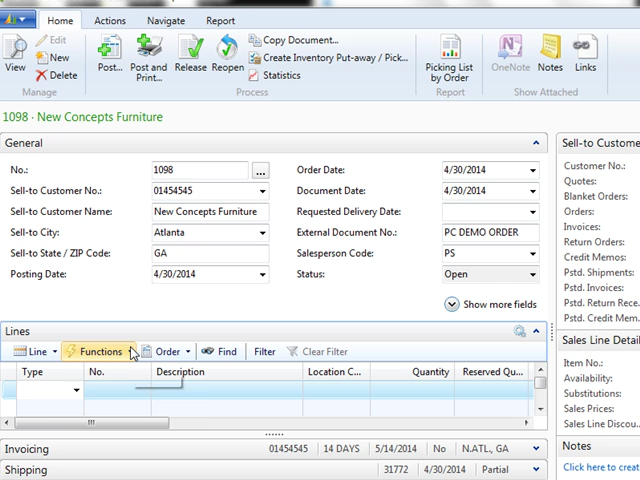 Home Actions Navigate Report
View
Edit
New
Delete
Manage
Post...
Post and Print...
Release
Reopen
Copy Document...
Create Inventory Put-away / Pick...
Statistics
Process
Picking List by Order
Report
OneNote
Notes
Links
Show Attached
1098 · New Concepts Furniture
General
No.: 1098 ...
Sell-to Customer No.: 01454545
Sell-to Customer Name: New Concepts Furniture
Sell-to City: Atlanta
Sell-to State / ZIP Code: GA
Posting Date: 4/30/2014
Order Date: 4/30/2014
Document Date: 4/30/2014
Requested Delivery Date:
External Document No.: PC DEMO ORDER
Salesperson Code: PS
Status: Open
Show more fields
Lines
Line Functions Order Find Filter Clear Filter
Type No. Description Location C... Quantity Reserved Qu...
Invoicing 01454545 14 DAYS 5/14/2014 No N.ATL., GA
Shipping 31772 4/30/2014 Partial
Sell-to Custome
Customer No.:
Quotes:
Blanket Orders:
Orders:
Invoices:
Return Orders:
Credit Memos:
Pstd. Shipments:
Pstd. Invoices:
Pstd. Return Rece.
Pstd. Credit Mem.
Sales Line Detai
Item No.:
Availability:
Substitutions:
Sales Prices:
Sales Line Discou..
Notes
Click here to creat